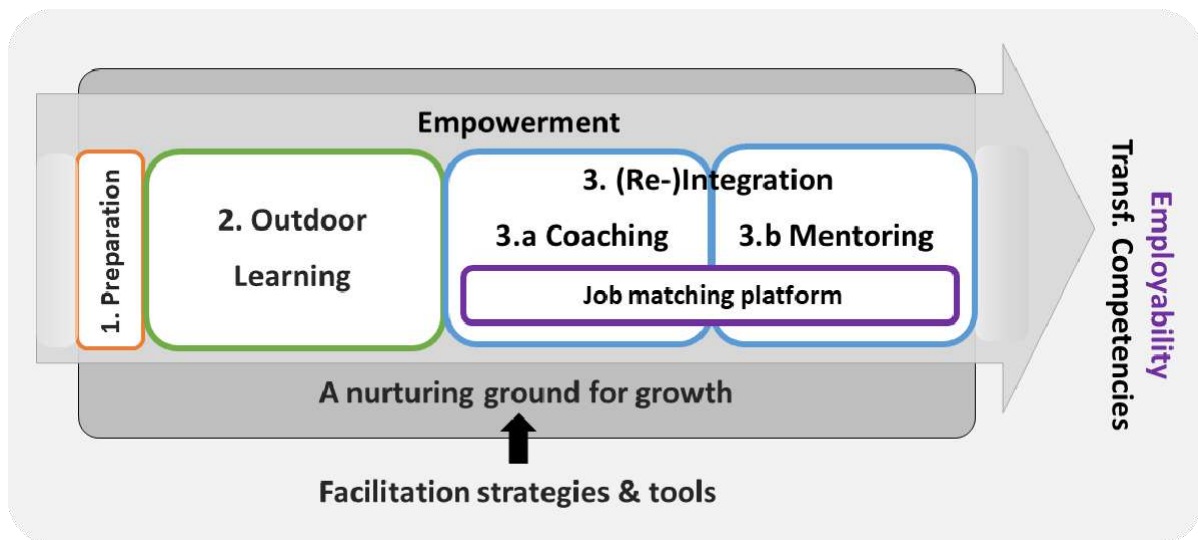 Empowerment
1. Preparation
2. Outdoor
Learning
3. (Re-)Integration
3.a Coaching
3.b Mentoring
Job matching platform
A nurturing ground for growth
Facilitation strategies & tools
Transf. Competencies
Employability